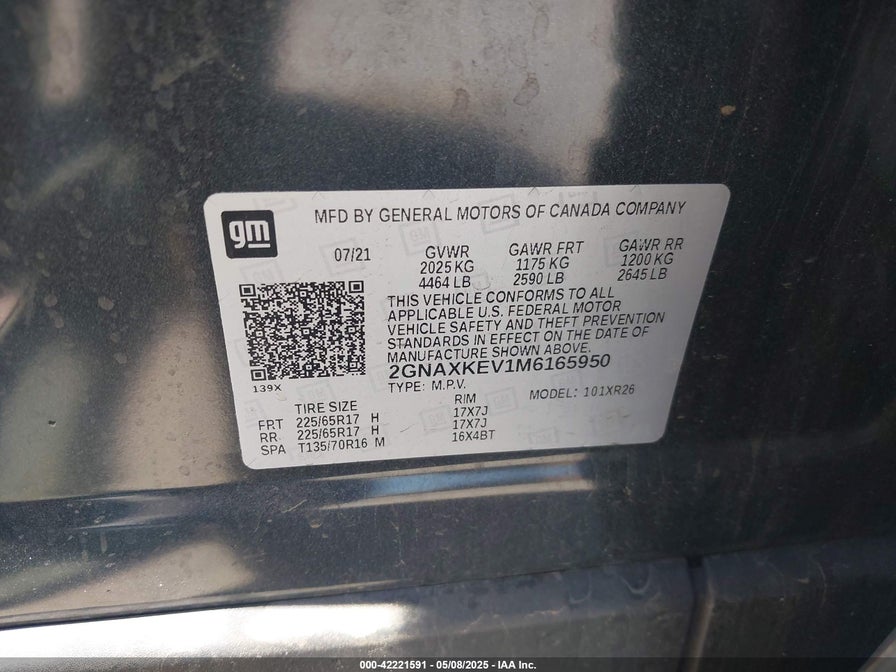 gm
MFD BY GENERAL MOTORS OF CANADA COMPANY
07/21
GVWR
2025 KG
4464 LB
GAWR FRT
1175 KG
2590 LB
GAWR RR
1200 KG
2645 LB
THIS VEHICLE CONFORMS TO ALL
APPLICABLE U.S. FEDERAL MOTOR
VEHICLE SAFETY AND THEFT PREVENTION
STANDARDS IN EFFECT ON THE DATE OF
MANUFACTURE SHOWN ABOVE.
2GNAXKEV1M6165950
TYPE: M.P.V.
MODEL: 101XR26
139X
TIRE SIZE RIM
FRT 225/65R17 H 17X7J
RR 225/65R17 H 17X7J
SPA T135/70R16 M 16X4BT
000-42221591 - 05/08/2025 - IAA Inc.